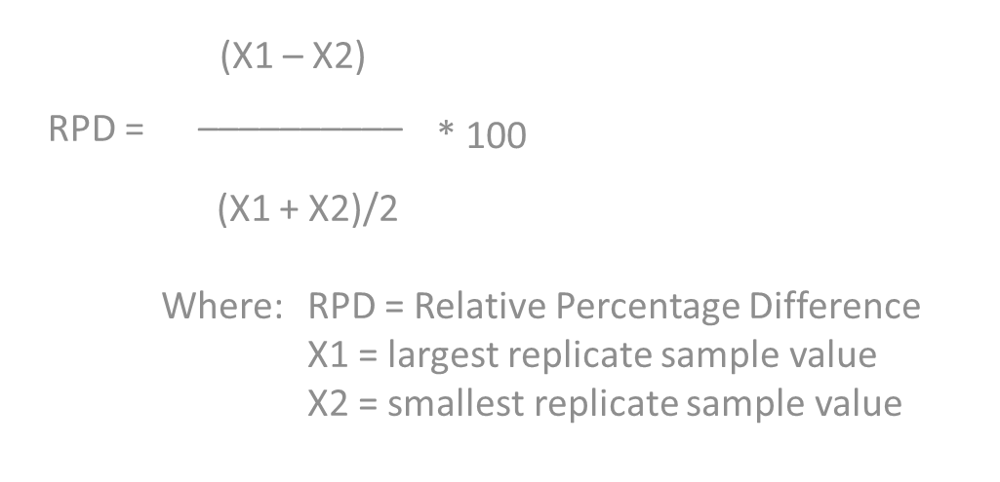 (X1 – X2)
RPD = —————— * 100
(X1 + X2)/2
Where: RPD = Relative Percentage Difference
X1 = largest replicate sample value
X2 = smallest replicate sample value